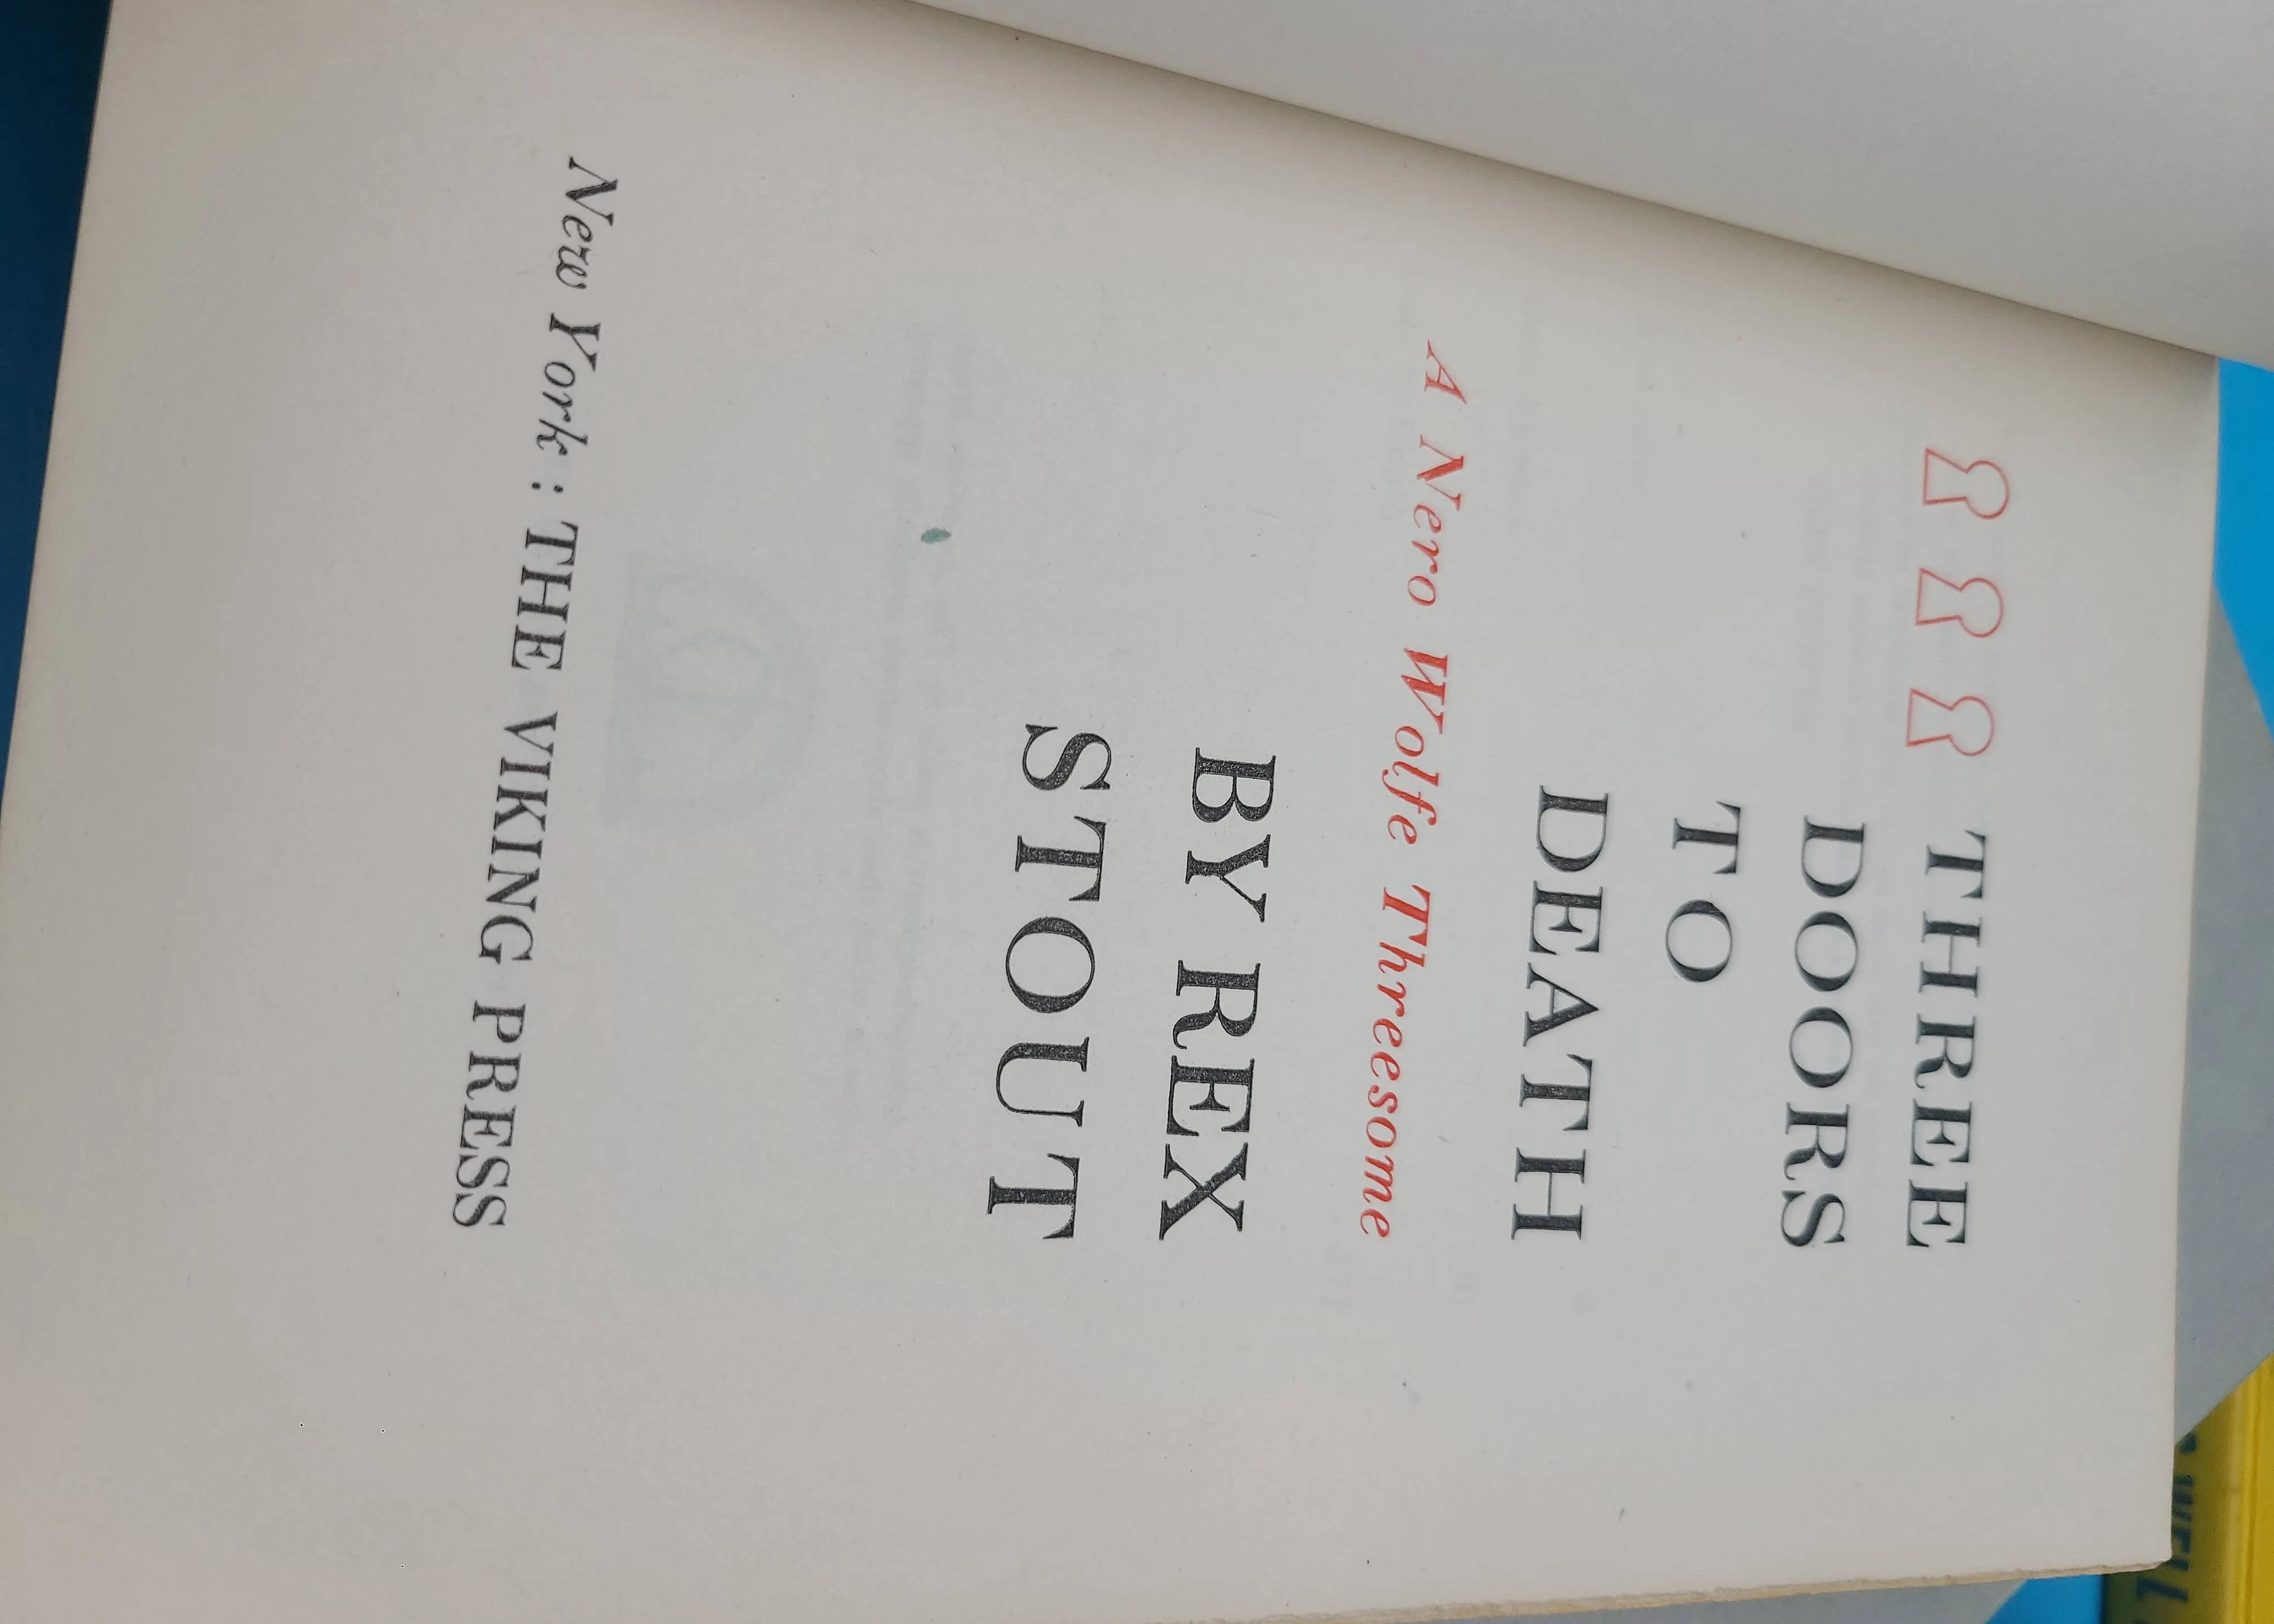 THREE
DOORS
TO
DEATH
A Nero Wolfe Threesome
BY REX
STOUT
New York : THE VIKING PRESS